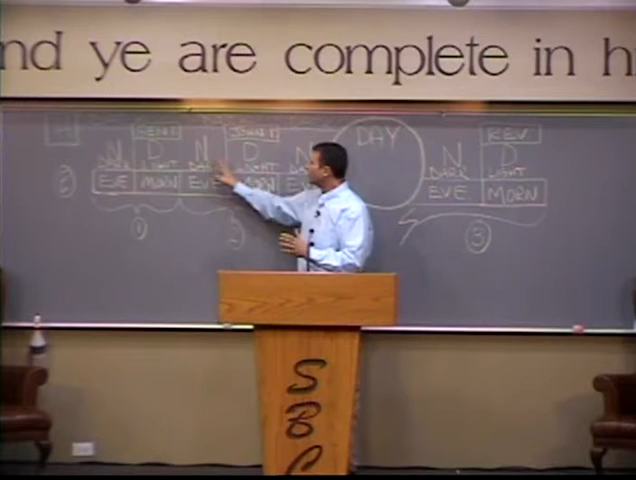 nd ye are complete in h
GEN 1 JOHN 1 DAY REV.
N D N D N N D
DARK LIGHT DARK LIGHT DARK LIGHT
EVE MORN EVE MORN EVE EVE. MORN
1 2 3
SBC